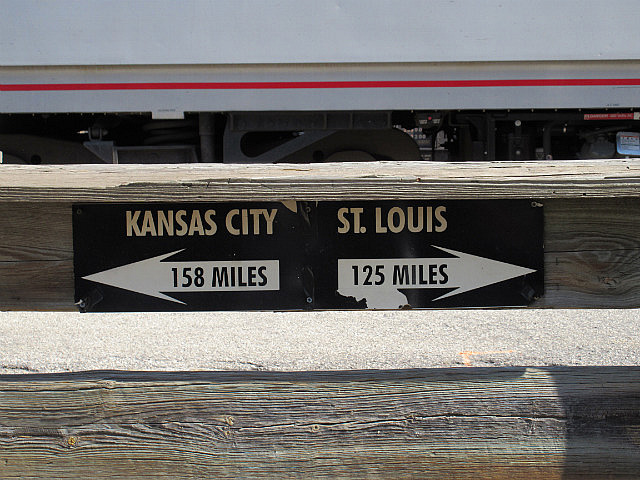 KANSAS CITY
158 MILES
ST. LOUIS
125 MILES